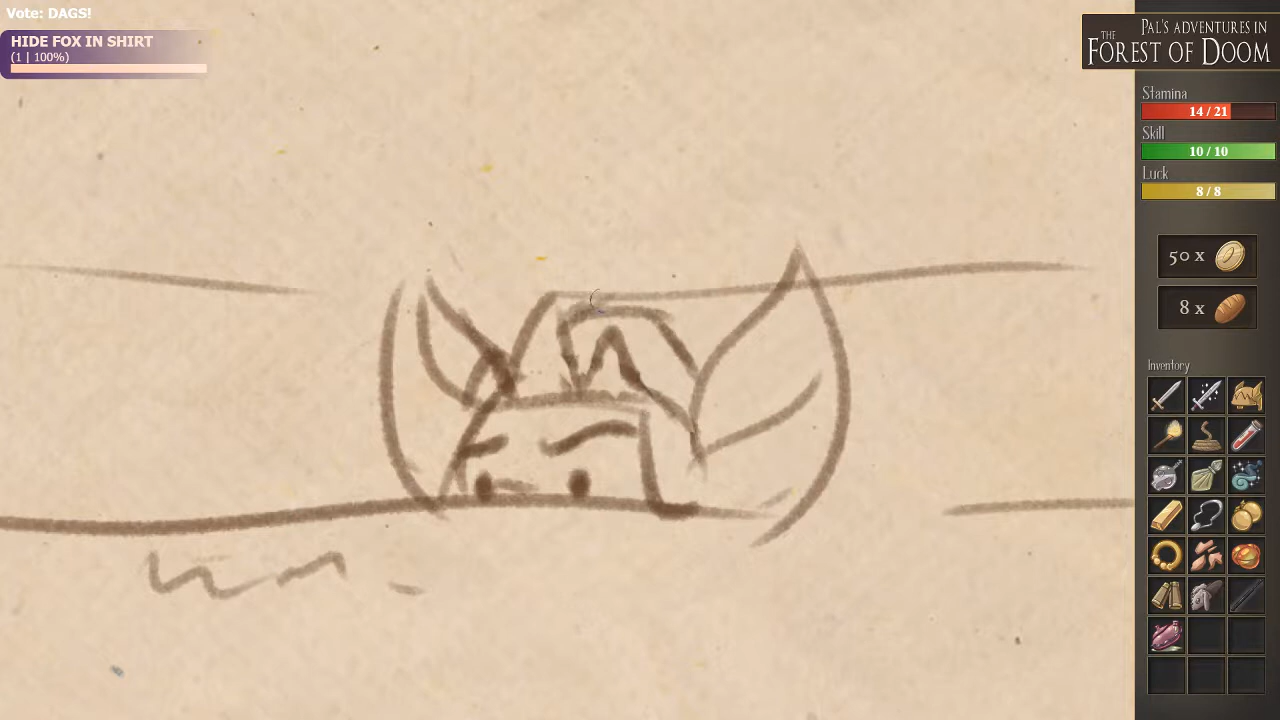 Vote: DAGS!
HIDE FOX IN SHIRT
(1 | 100%)
PAL'S ADVENTURES IN
THE
FOREST OF DOOM
Stamina
14 / 21
Skill
10 / 10
Luck
8 / 8
50 x
8 x
Inventory